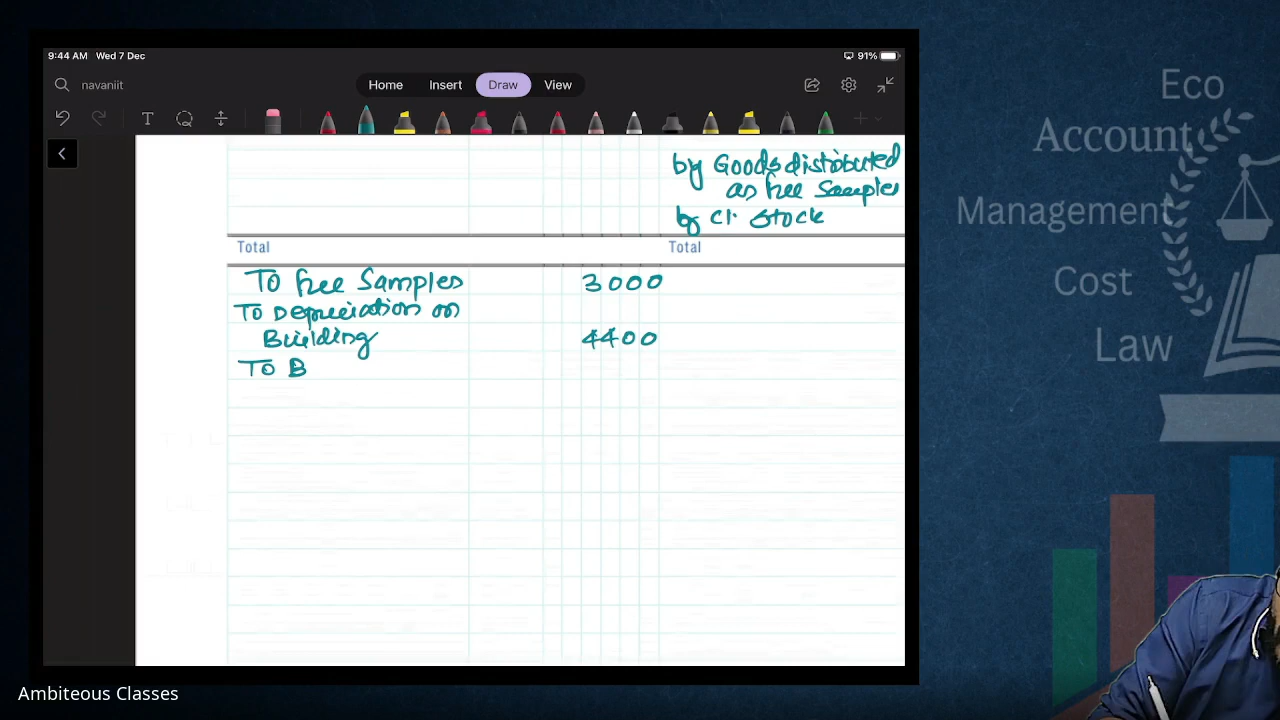 9:44 AM Wed 7 Dec
91%
navaniit
Home Insert Draw View
by Goods distributed
as free Samples
by Cl. Stock
Total
Total
To free Samples 3000
To Depreciation on
Building 4400
To B
Eco
Account
Management
Cost
Law
Ambiteous Classes